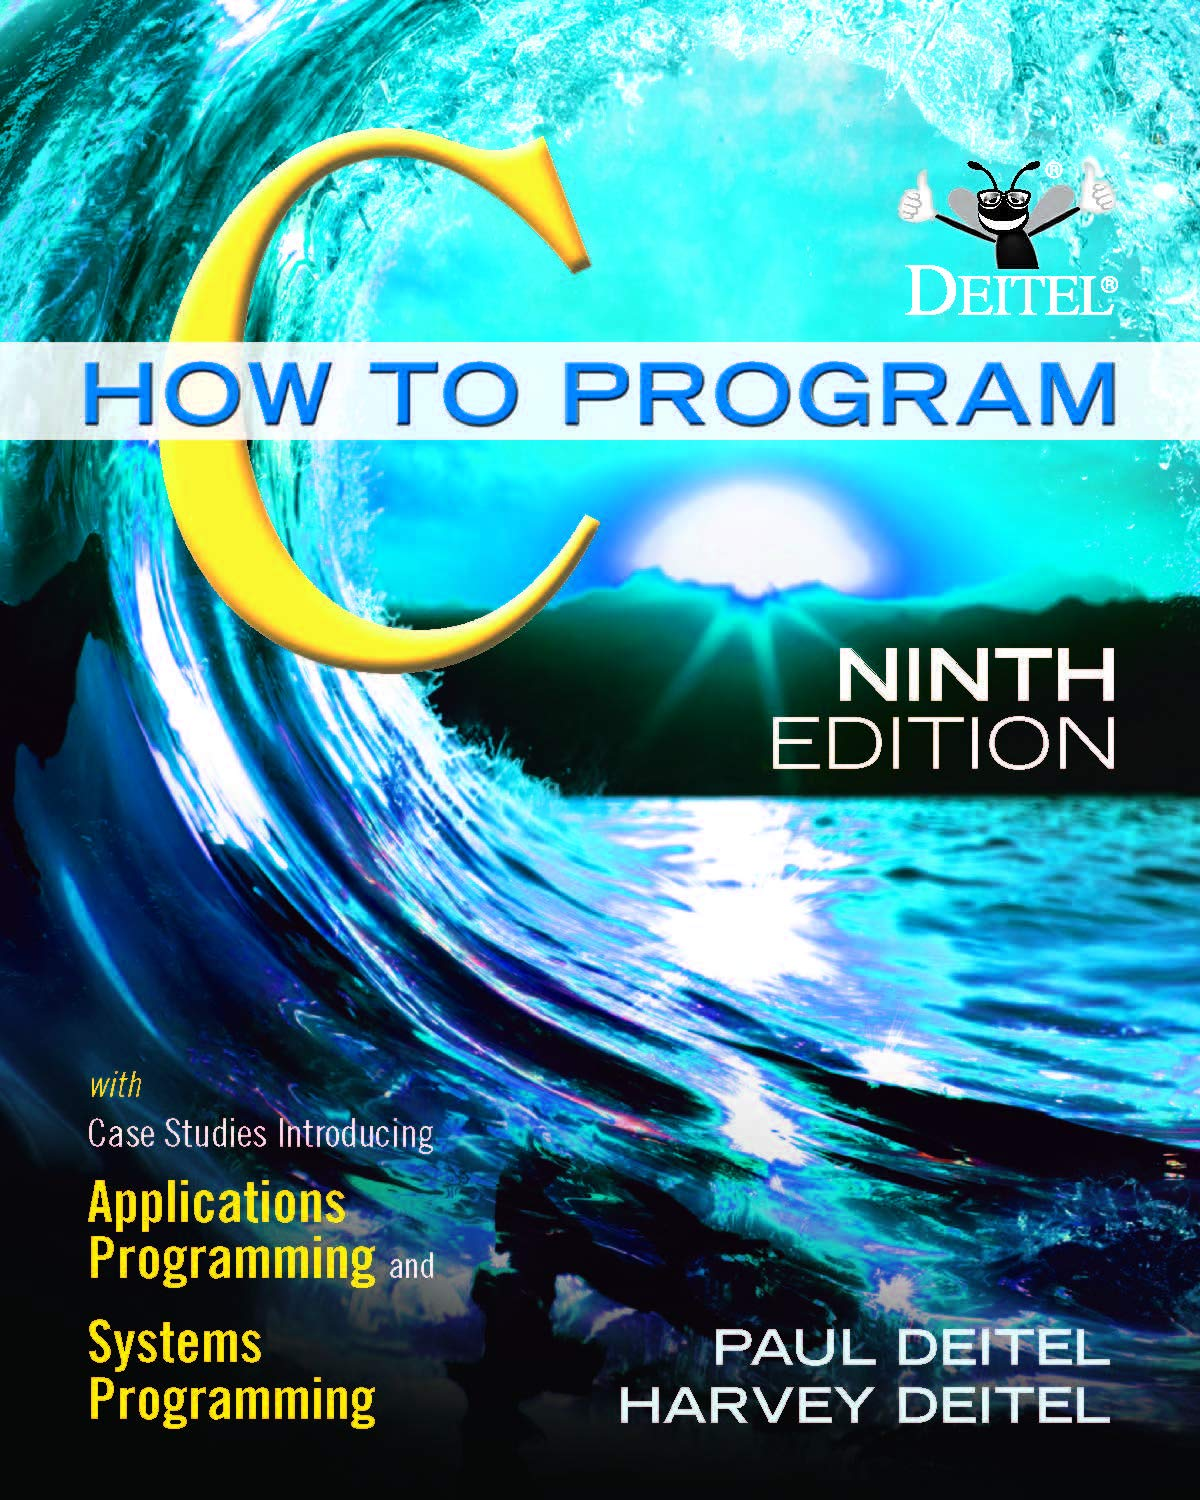 C
®
DEITEL®
HOW TO PROGRAM
NINTH
EDITION
with
Case Studies Introducing
Applications
Programming and
Systems
Programming
PAUL DEITEL
HARVEY DEITEL